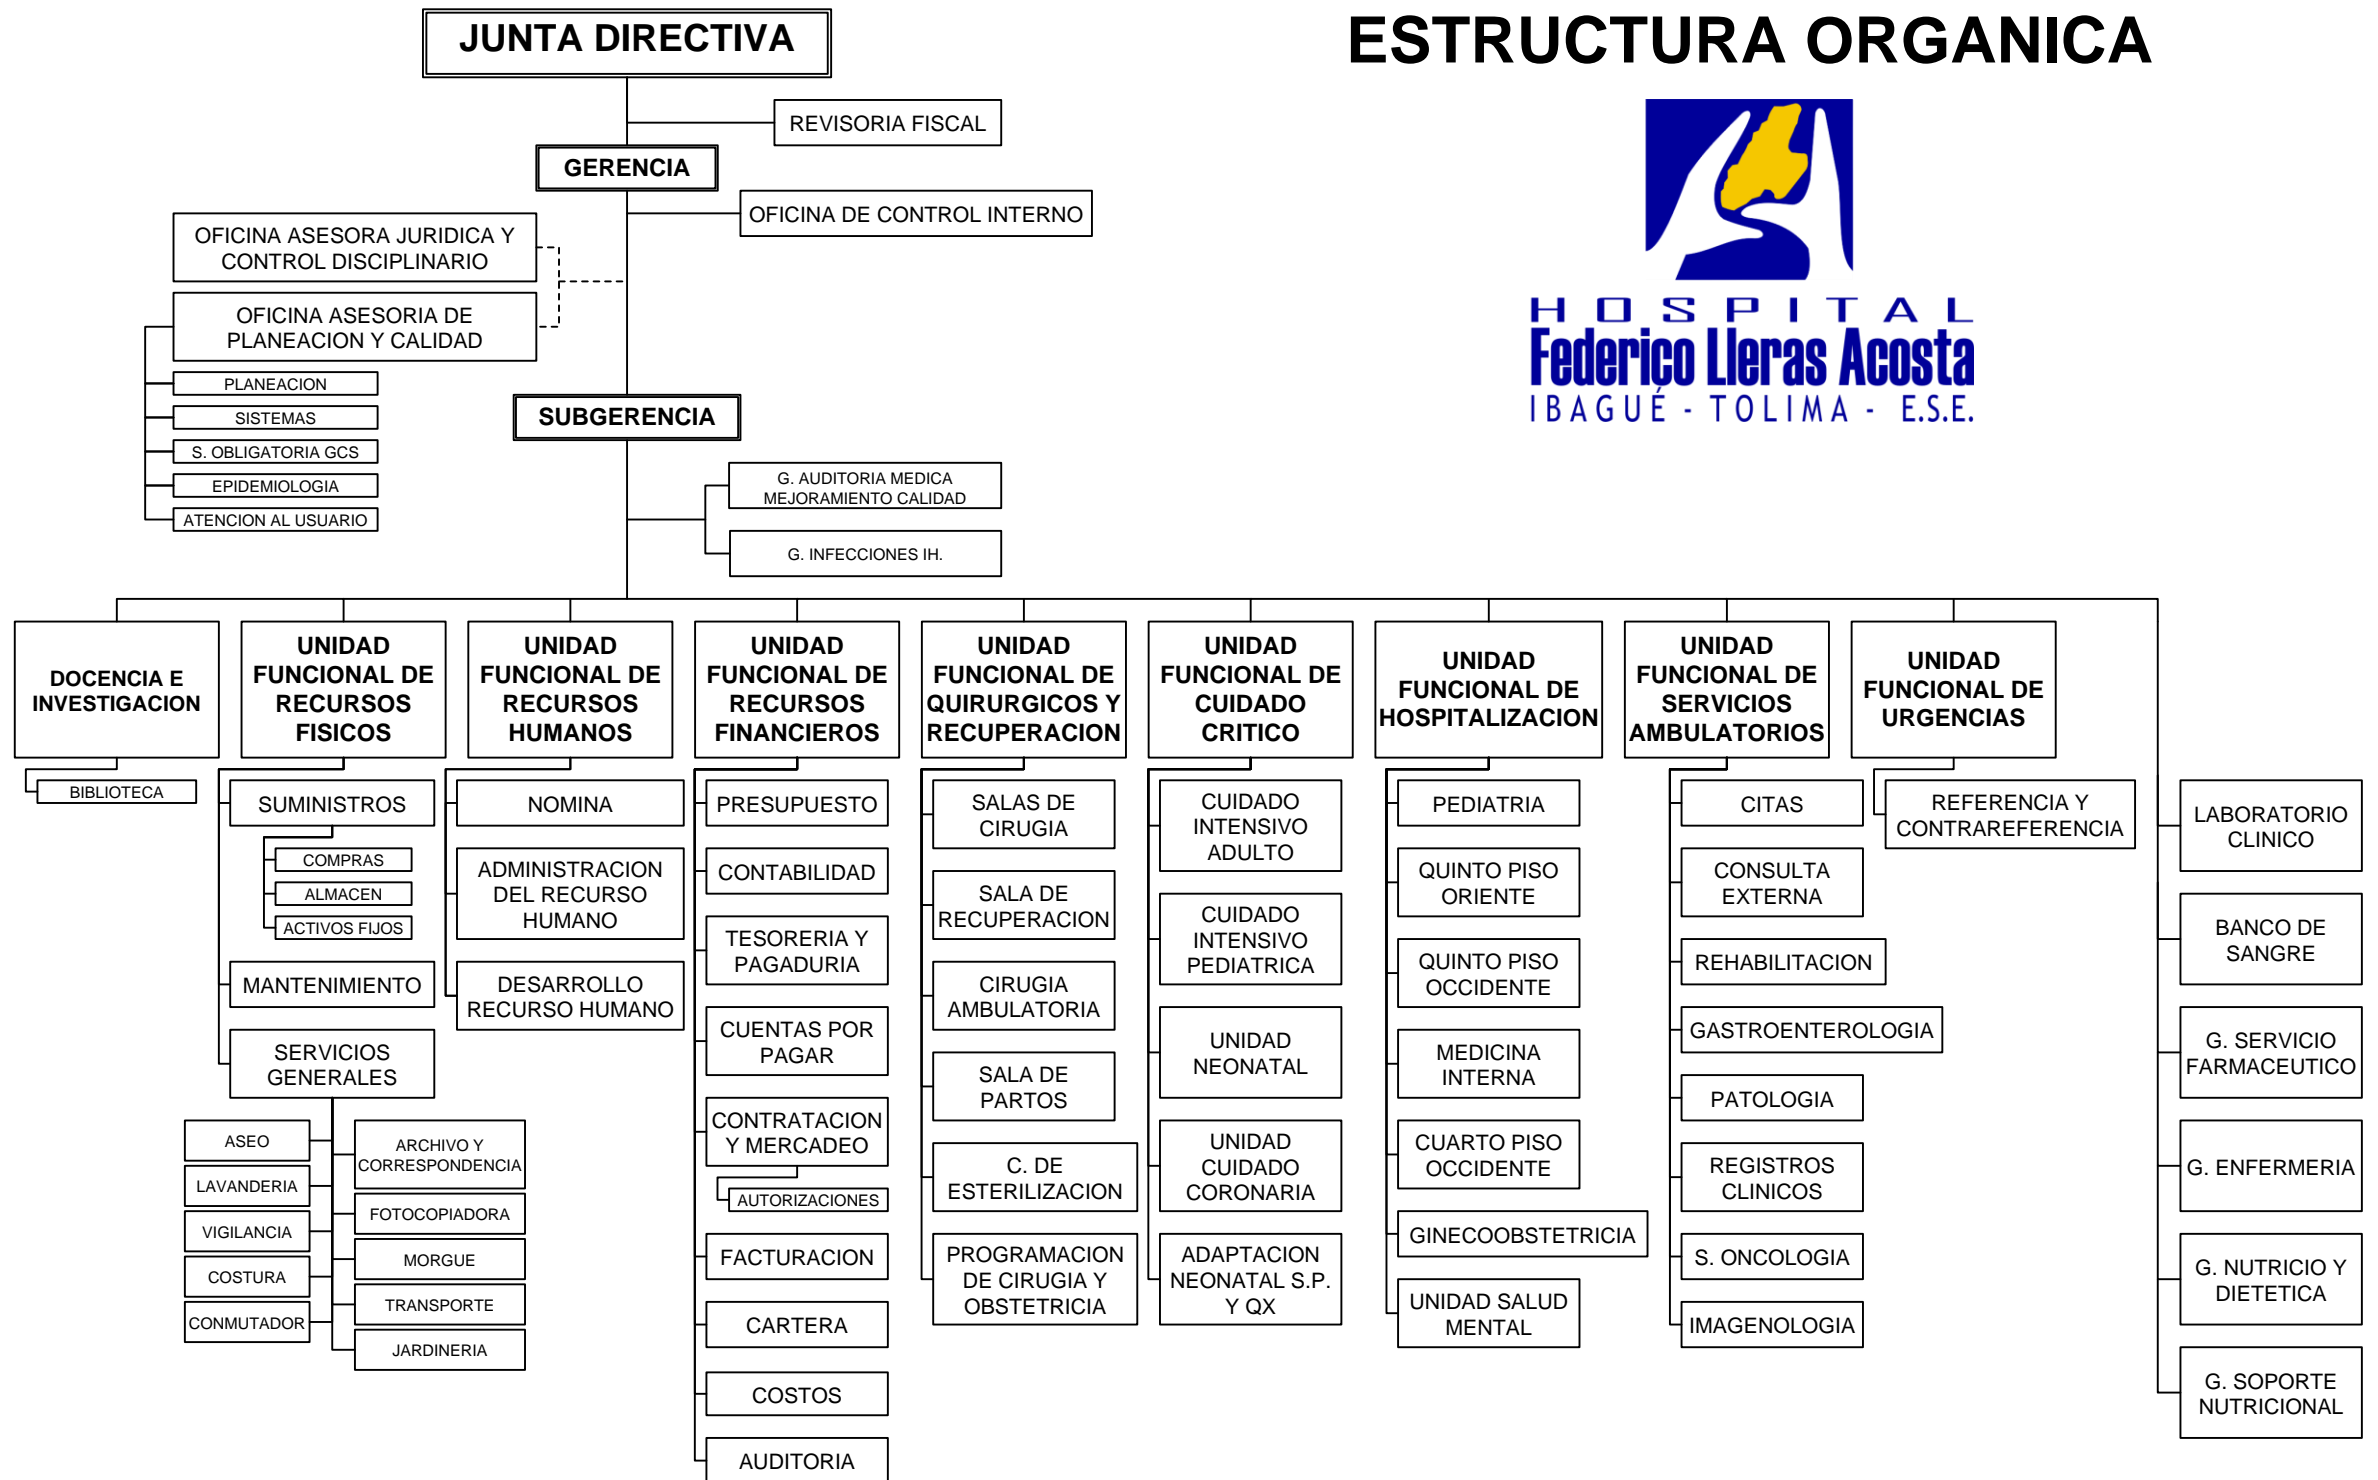 JUNTA DIRECTIVA
ESTRUCTURA ORGANICA
REVISORIA FISCAL
GERENCIA
OFICINA DE CONTROL INTERNO
OFICINA ASESORA JURIDICA Y
CONTROL DISCIPLINARIO
OFICINA ASESORIA DE
PLANEACION Y CALIDAD
PLANEACION
SISTEMAS
S. OBLIGATORIA GCS
EPIDEMIOLOGIA
ATENCION AL USUARIO
HOSPITAL
Federico Lleras Acosta
IBAGUÉ - TOLIMA - E.S.E.
SUBGERENCIA
G. AUDITORIA MEDICA
MEJORAMIENTO CALIDAD
G. INFECCIONES IH.
DOCENCIA E
INVESTIGACION
BIBLIOTECA
UNIDAD
FUNCIONAL DE
RECURSOS
FISICOS
SUMINISTROS
COMPRAS
ALMACEN
ACTIVOS FIJOS
MANTENIMIENTO
SERVICIOS
GENERALES
ASEO
LAVANDERIA
VIGILANCIA
COSTURA
CONMUTADOR
ARCHIVO Y
CORRESPONDENCIA
FOTOCOPIADORA
MORGUE
TRANSPORTE
JARDINERIA
UNIDAD
FUNCIONAL DE
RECURSOS
HUMANOS
NOMINA
ADMINISTRACION
DEL RECURSO
HUMANO
DESARROLLO
RECURSO HUMANO
UNIDAD
FUNCIONAL DE
RECURSOS
FINANCIEROS
PRESUPUESTO
CONTABILIDAD
TESORERIA Y
PAGADURIA
CUENTAS POR
PAGAR
CONTRATACION
Y MERCADEO
AUTORIZACIONES
FACTURACION
CARTERA
COSTOS
AUDITORIA
UNIDAD
FUNCIONAL DE
QUIRURGICOS Y
RECUPERACION
SALAS DE
CIRUGIA
SALA DE
RECUPERACION
CIRUGIA
AMBULATORIA
SALA DE
PARTOS
C. DE
ESTERILIZACION
PROGRAMACION
DE CIRUGIA Y
OBSTETRICIA
UNIDAD
FUNCIONAL DE
CUIDADO
CRITICO
CUIDADO
INTENSIVO
ADULTO
CUIDADO
INTENSIVO
PEDIATRICA
UNIDAD
NEONATAL
UNIDAD
CUIDADO
CORONARIA
ADAPTACION
NEONATAL S.P.
Y QX
UNIDAD
FUNCIONAL DE
HOSPITALIZACION
PEDIATRIA
QUINTO PISO
ORIENTE
QUINTO PISO
OCCIDENTE
MEDICINA
INTERNA
CUARTO PISO
OCCIDENTE
GINECOOBSTETRICIA
UNIDAD SALUD
MENTAL
UNIDAD
FUNCIONAL DE
SERVICIOS
AMBULATORIOS
CITAS
CONSULTA
EXTERNA
REHABILITACION
GASTROENTEROLOGIA
PATOLOGIA
REGISTROS
CLINICOS
S. ONCOLOGIA
IMAGENOLOGIA
UNIDAD
FUNCIONAL DE
URGENCIAS
REFERENCIA Y
CONTRAREFERENCIA
LABORATORIO
CLINICO
BANCO DE
SANGRE
G. SERVICIO
FARMACEUTICO
G. ENFERMERIA
G. NUTRICIO Y
DIETETICA
G. SOPORTE
NUTRICIONAL